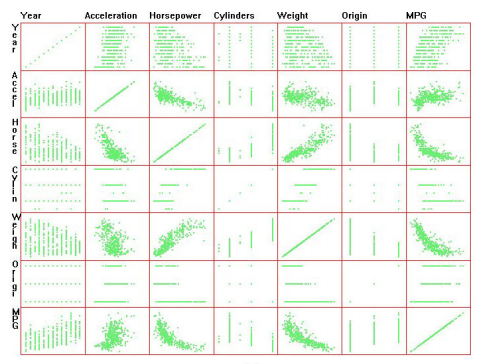 Year Acceleration Horsepower Cylinders Weight Origin MPG
Year
Accel
Horse
Cylin
Weigh
Origi
MPG